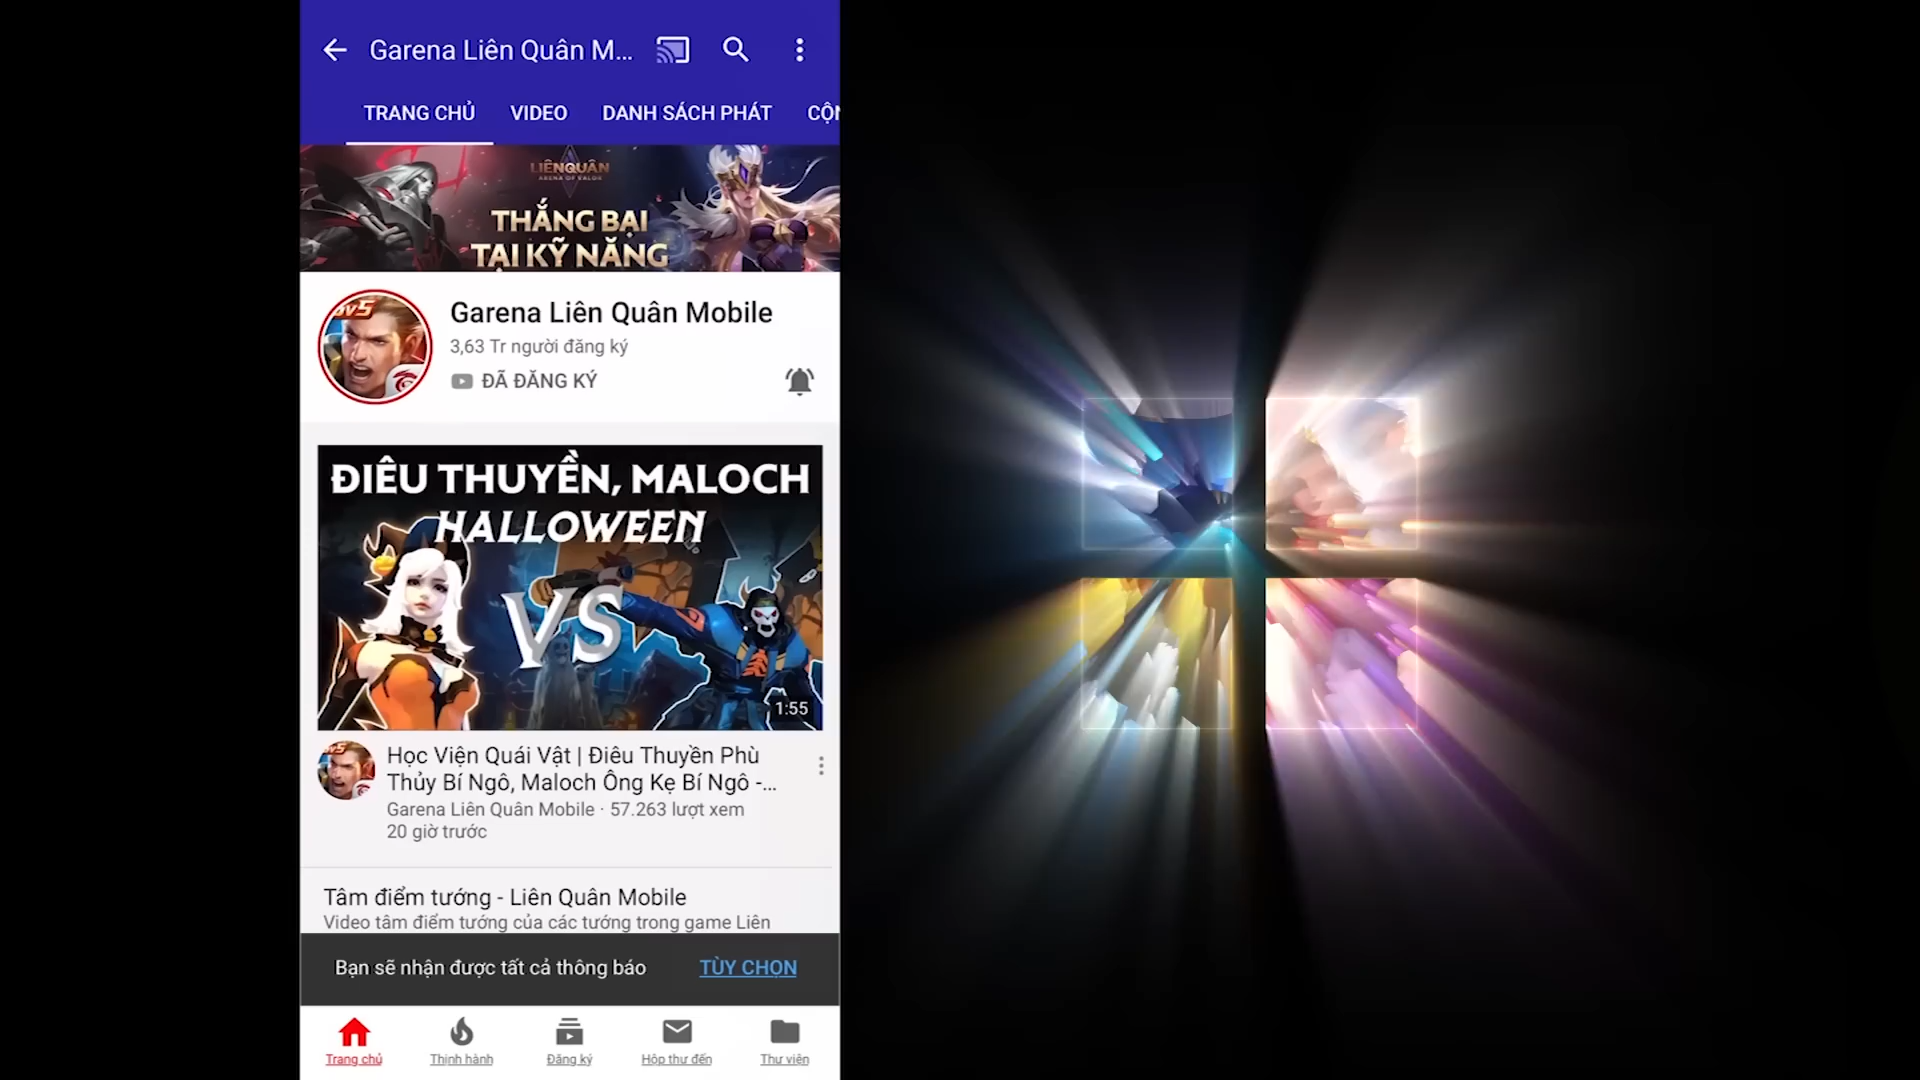 Garena Liên Quân M...
TRANG CHỦ VIDEO DANH SÁCH PHÁT CỘN
LIÊNQUÂN
ARENA OF VALOR
THẮNG BẠI
TẠI KỸ NĂNG
Garena Liên Quân Mobile
3,63 Tr người đăng ký
ĐÃ ĐĂNG KÝ
ĐIÊU THUYỀN, MALOCH
HALLOWEEN
VS
1:55
Học Viện Quái Vật | Điêu Thuyền Phù
Thủy Bí Ngô, Maloch Ông Kẹ Bí Ngô -...
Garena Liên Quân Mobile · 57.263 lượt xem
20 giờ trước
Tâm điểm tướng - Liên Quân Mobile
Video tâm điểm tướng của các tướng trong game Liên
Bạn sẽ nhận được tất cả thông báo TÙY CHỌN
Trang chủ Thịnh hành Đăng ký Hộp thư đến Thư viện